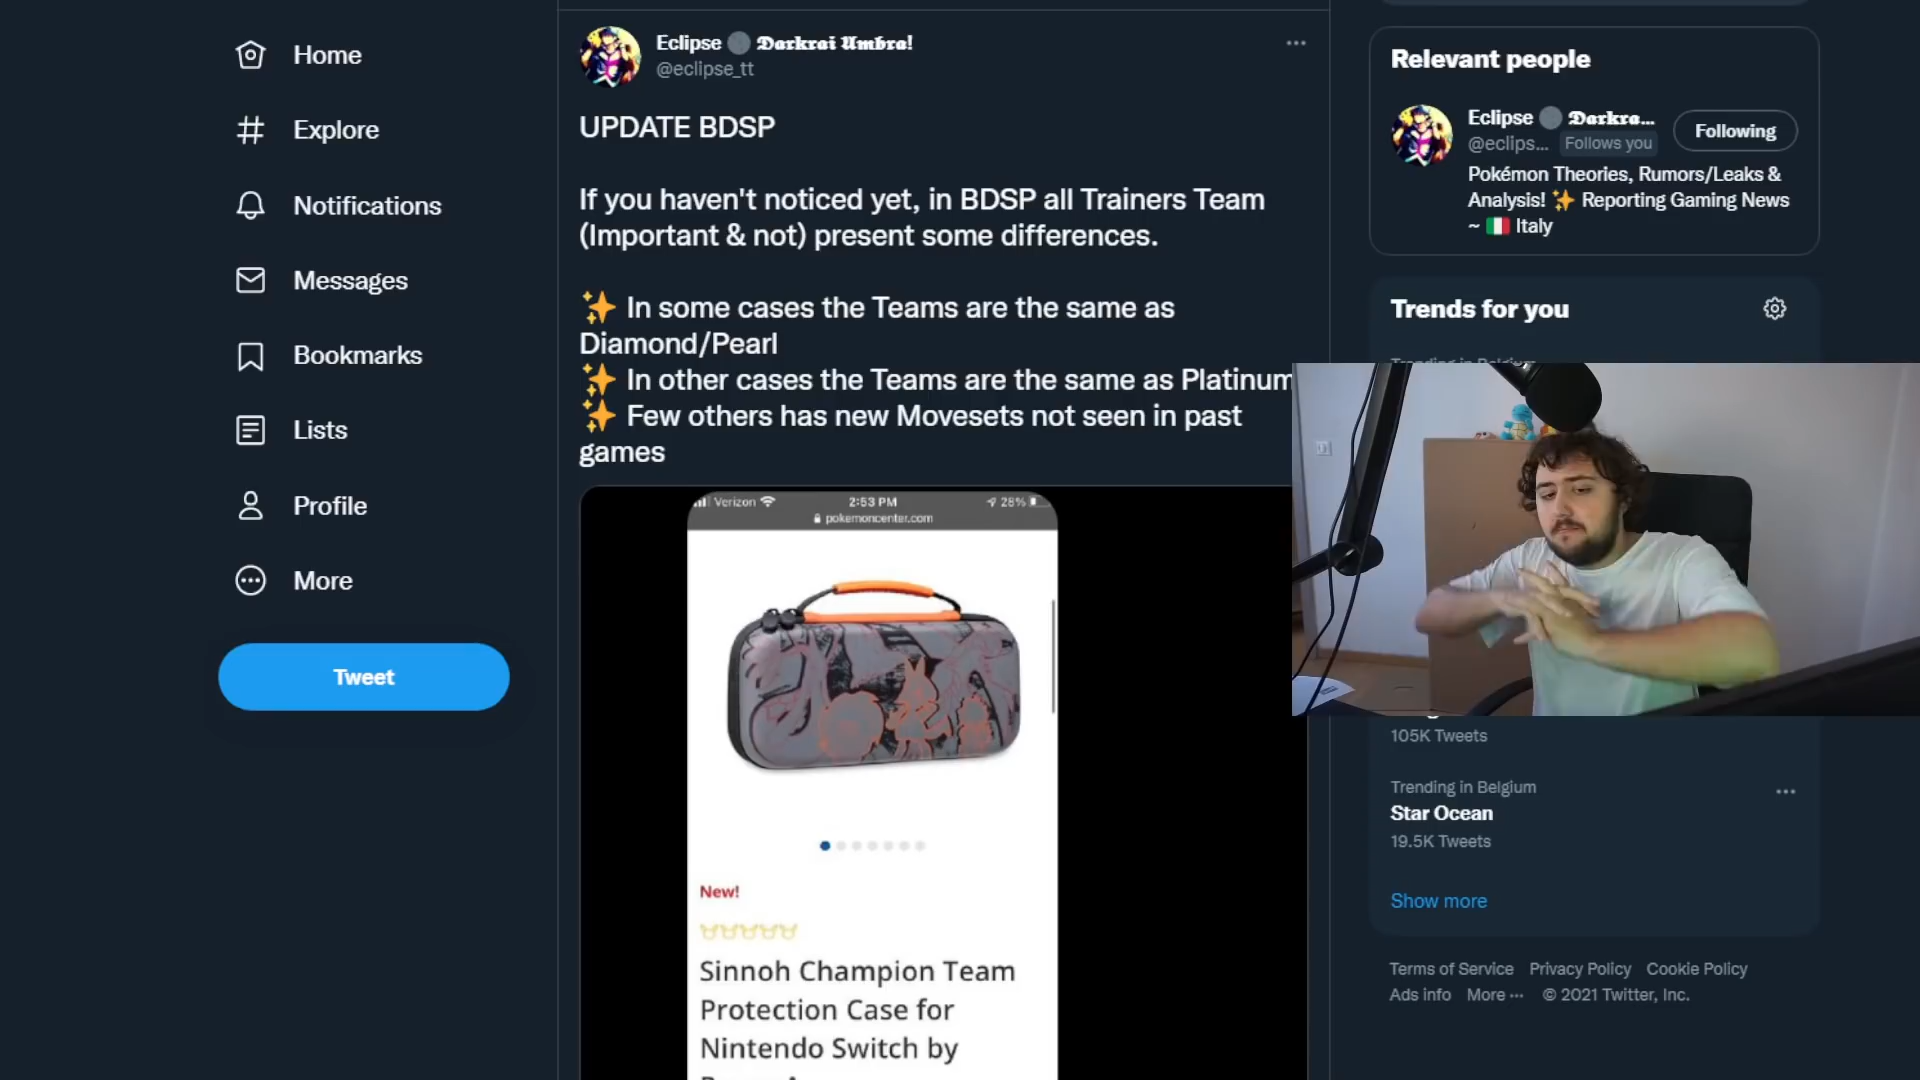 Home
Explore
Notifications
Messages
Bookmarks
Lists
Profile
More
Tweet
Eclipse 🌑 𝕯𝖆𝖗𝖐𝖗𝖆𝖎 𝖀𝖒𝖇𝖗𝖆!
@eclipse_tt
UPDATE BDSP
If you haven't noticed yet, in BDSP all Trainers Team
(Important & not) present some differences.
✨ In some cases the Teams are the same as
Diamond/Pearl
✨ In other cases the Teams are the same as Platinum
✨ Few others has new Movesets not seen in past
games
Verizon 2:53 PM 28%
pokemoncenter.com
New!
Sinnoh Champion Team
Protection Case for
Nintendo Switch by
Relevant people
Eclipse 🌑 𝕯𝖆𝖗𝖐𝖗𝖆...
@eclips... Follows you
Following
Pokémon Theories, Rumors/Leaks &
Analysis! ✨ Reporting Gaming News
~ 🇮🇹 Italy
Trends for you
Trending in Belgium
105K Tweets
Trending in Belgium
Star Ocean
19.5K Tweets
Show more
Terms of Service Privacy Policy Cookie Policy
Ads info More ··· © 2021 Twitter, Inc.